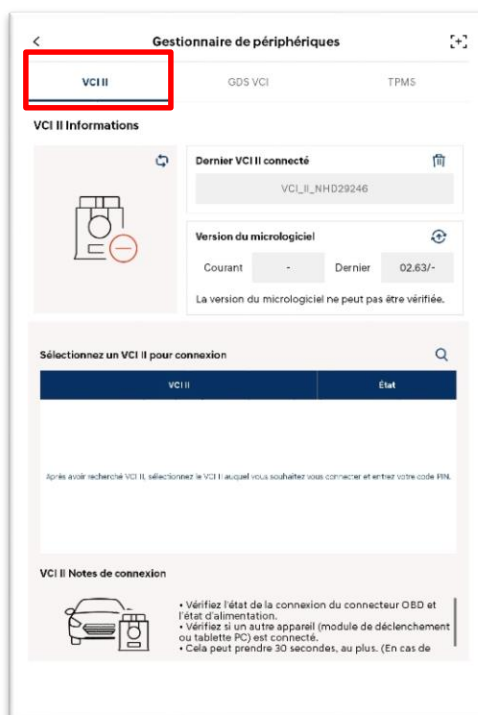 Gestionnaire de périphériques
VCI II
GDS VCI
TPMS
VCI II Informations
Dernier VCI II connecté
VCI_II_NHD29246
Version du micrologiciel
Courant - Dernier 02.63/-
La version du micrologiciel ne peut pas être vérifiée.
Sélectionnez un VCI II pour connexion
VCI II État
Après avoir recherché VCI II, sélectionnez le VCI II auquel vous souhaitez vous connecter et entrez votre code PIN.
VCI II Notes de connexion
• Vérifiez l'état de la connexion du connecteur OBD et
l'état d'alimentation.
• Vérifiez si un autre appareil (module de déclenchement
ou tablette PC) est connecté.
• Cela peut prendre 30 secondes, au plus. (En cas de